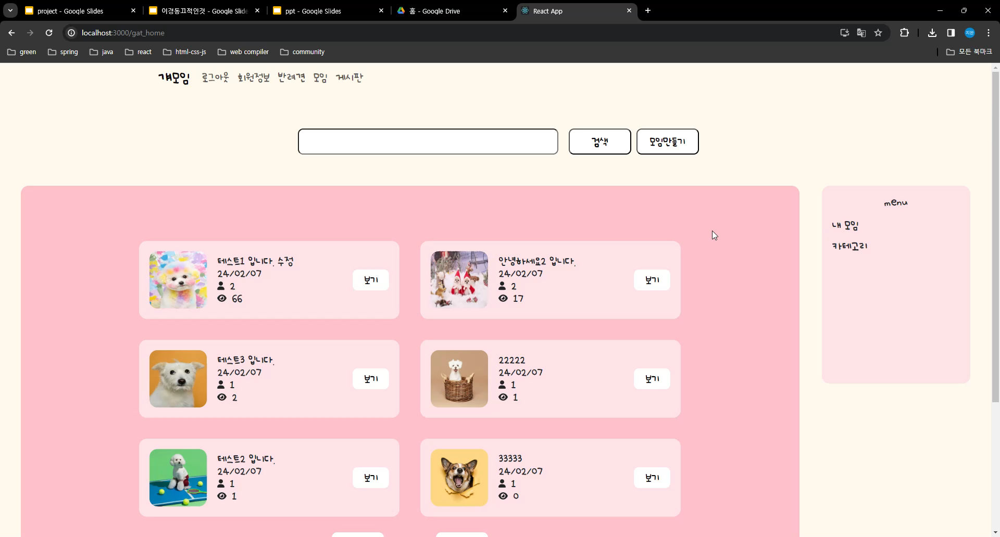 project - Google Slides
이경동끄적인것 - Google Slide
ppt - Google Slides
홈 - Google Drive
React App
localhost:3000/gat_home
지완
green
spring
java
react
html-css-js
web compiler
community
모든 북마크
걔모임
로그아웃
회원정보
반려견
모임
게시판
검색
모임만들기
menu
내 모임
카테고리
테스트1 입니다. 수정
24/02/07
2
66
보기
안녕하세요2 입니다.
24/02/07
2
17
보기
테스트3 입니다.
24/02/07
1
2
보기
22222
24/02/07
1
1
보기
테스트2 입니다.
24/02/07
1
1
보기
33333
24/02/07
1
0
보기